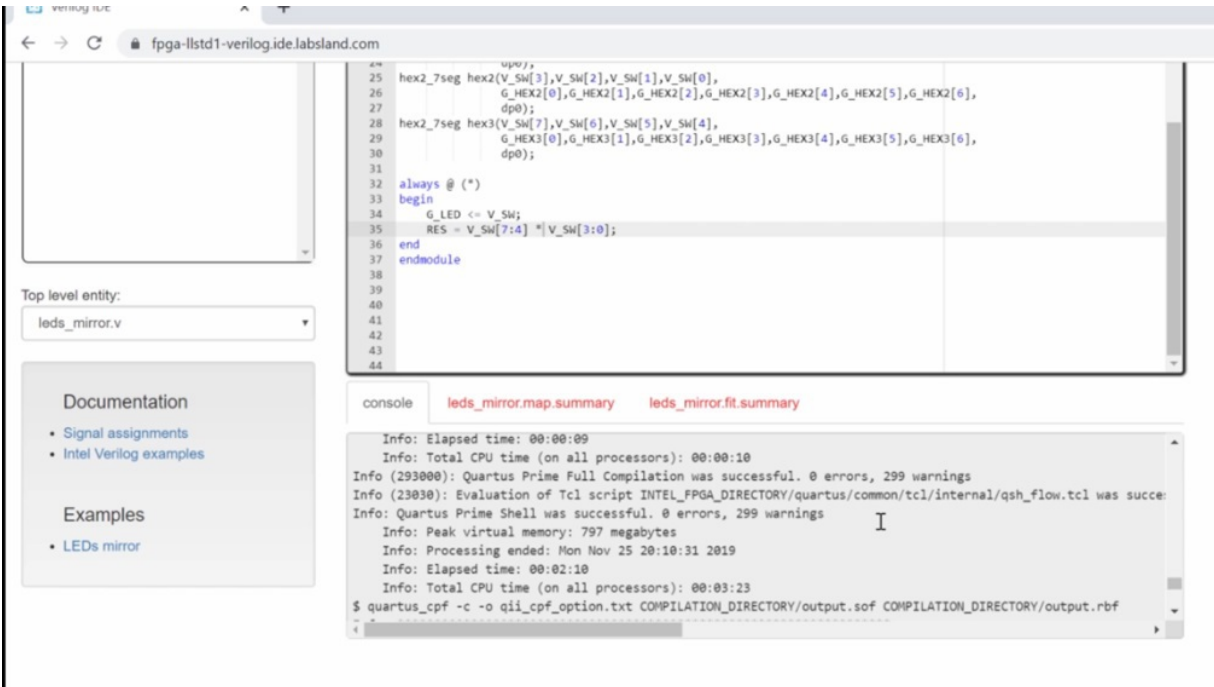 Verilog IDE
fpga-llstd1-verilog.ide.labsland.com
24 dp0);
25 hex2_7seg hex2(V_SW[3],V_SW[2],V_SW[1],V_SW[0],
26 G_HEX2[0],G_HEX2[1],G_HEX2[2],G_HEX2[3],G_HEX2[4],G_HEX2[5],G_HEX2[6],
27 dp0);
28 hex2_7seg hex3(V_SW[7],V_SW[6],V_SW[5],V_SW[4],
29 G_HEX3[0],G_HEX3[1],G_HEX3[2],G_HEX3[3],G_HEX3[4],G_HEX3[5],G_HEX3[6],
30 dp0);
31
32 always @ (*)
33 begin
34 G_LED <= V_SW;
35 RES = V_SW[7:4] * V_SW[3:0];
36 end
37 endmodule
38
39
40
41
42
43
44
Top level entity:
leds_mirror.v
Documentation
Signal assignments
Intel Verilog examples
Examples
LEDs mirror
console leds_mirror.map.summary leds_mirror.fit.summary
Info: Elapsed time: 00:00:09
Info: Total CPU time (on all processors): 00:00:10
Info (293000): Quartus Prime Full Compilation was successful. 0 errors, 299 warnings
Info (23030): Evaluation of Tcl script INTEL_FPGA_DIRECTORY/quartus/common/tcl/internal/qsh_flow.tcl was succe
Info: Quartus Prime Shell was successful. 0 errors, 299 warnings
Info: Peak virtual memory: 797 megabytes
Info: Processing ended: Mon Nov 25 20:10:31 2019
Info: Elapsed time: 00:02:10
Info: Total CPU time (on all processors): 00:03:23
$ quartus_cpf -c -o qii_cpf_option.txt COMPILATION_DIRECTORY/output.sof COMPILATION_DIRECTORY/output.rbf